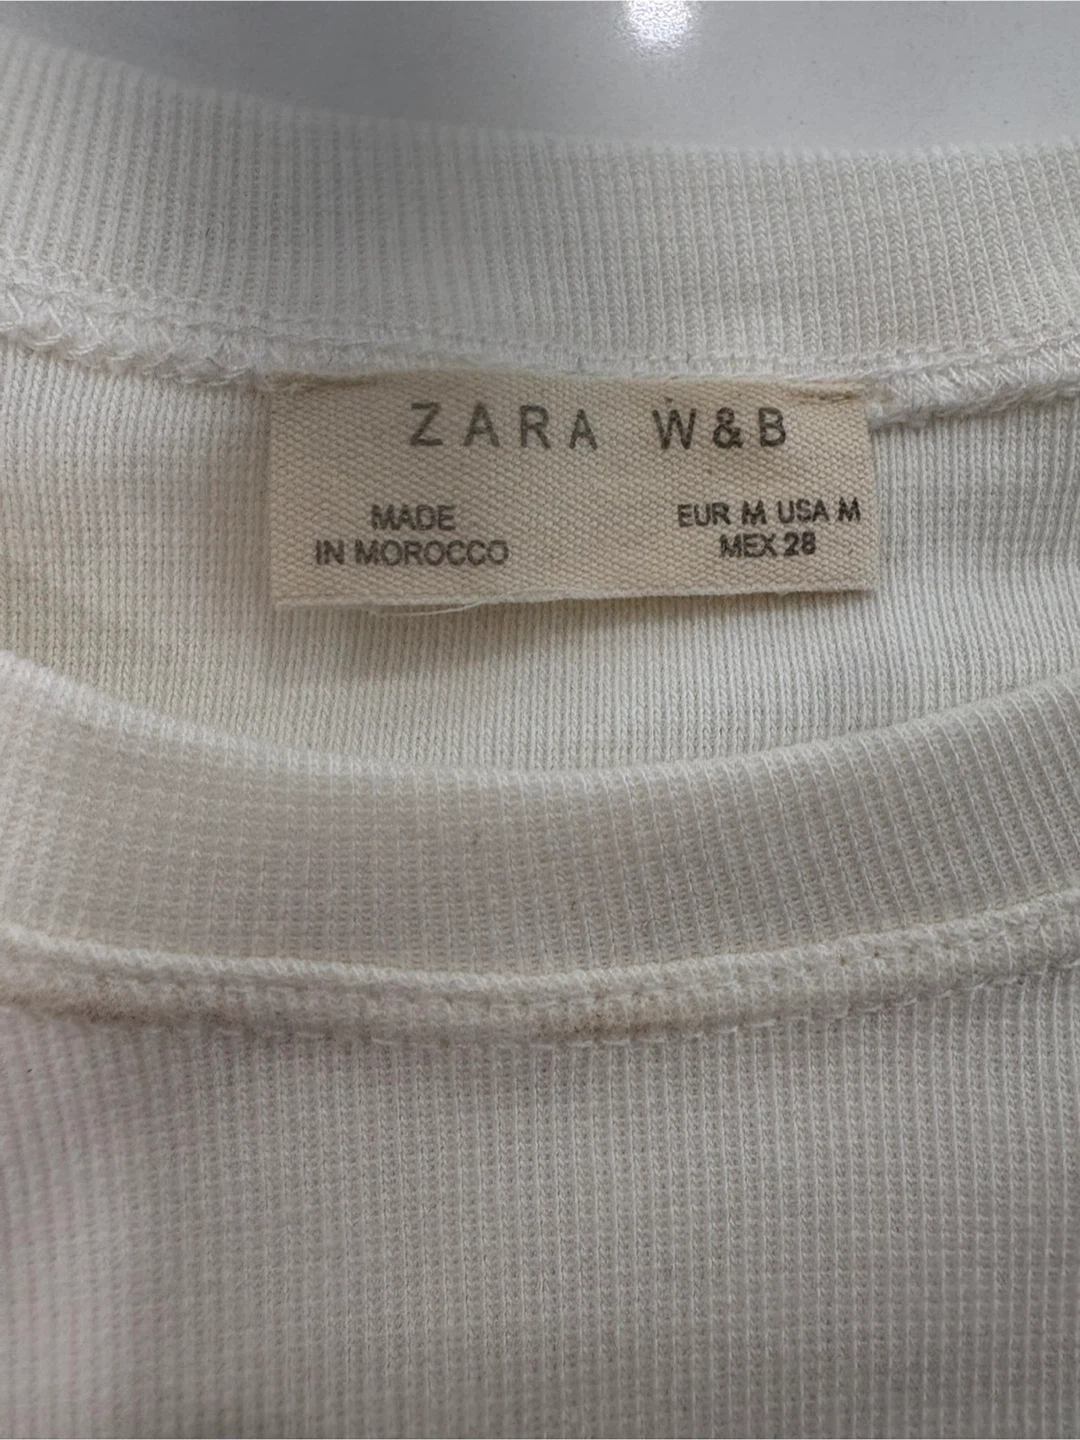 ZARA W&B
MADE
IN MOROCCO
EUR M USA M
MEX 28